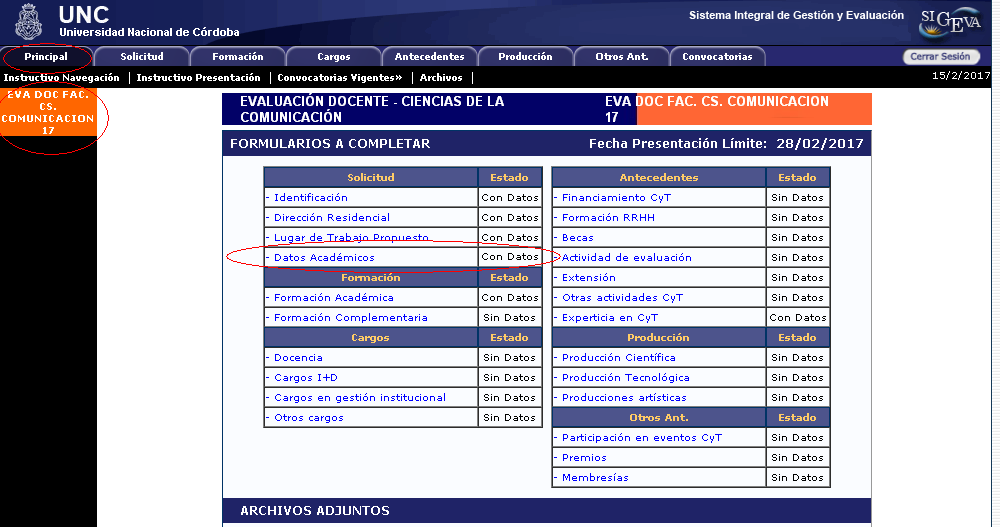 UNC
Universidad Nacional de Córdoba
Sistema Integral de Gestión y Evaluación
SIGEVA
Principal
Solicitud
Formación
Cargos
Antecedentes
Producción
Otros Ant.
Convocatorias
Cerrar Sesión
Instructivo Navegación | Instructivo Presentación | Convocatorias Vigentes» | Archivos |
15/2/2017
EVA DOC FAC.
CS.
COMUNICACION
17
EVALUACIÓN DOCENTE - CIENCIAS DE LA
COMUNICACIÓN
EVA DOC FAC. CS. COMUNICACION
17
FORMULARIOS A COMPLETAR
Fecha Presentación Límite: 28/02/2017
Solicitud Estado
- Identificación Con Datos
- Dirección Residencial Con Datos
- Lugar de Trabajo Propuesto Con Datos
- Datos Académicos Con Datos
Formación Estado
- Formación Académica Con Datos
- Formación Complementaria Sin Datos
Cargos Estado
- Docencia Sin Datos
- Cargos I+D Sin Datos
- Cargos en gestión institucional Sin Datos
- Otros cargos Sin Datos
Antecedentes Estado
- Financiamiento CyT Sin Datos
- Formación RRHH Sin Datos
- Becas Sin Datos
- Actividad de evaluación Sin Datos
- Extensión Sin Datos
- Otras actividades CyT Sin Datos
- Experticia en CyT Con Datos
Producción Estado
- Producción Científica Sin Datos
- Producción Tecnológica Sin Datos
- Producciones artísticas Sin Datos
Otros Ant. Estado
- Participación en eventos CyT Sin Datos
- Premios Sin Datos
- Membresías Sin Datos
ARCHIVOS ADJUNTOS